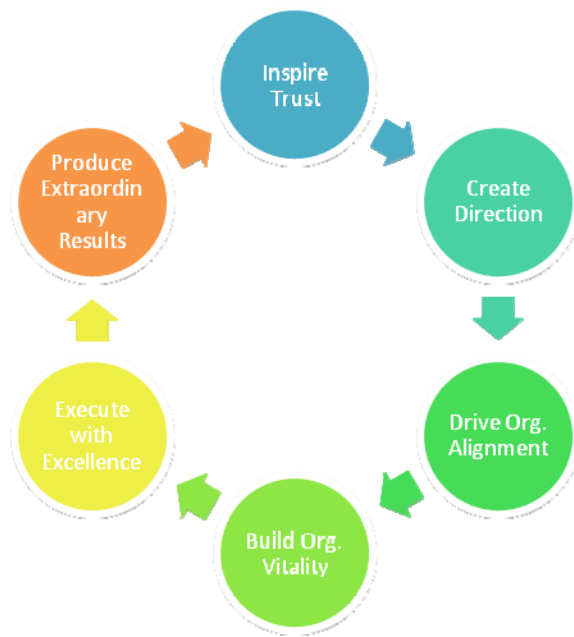 Inspire
Trust
Create
Direction
Drive Org.
Alignment
Build Org.
Vitality
Execute
with
Excellence
Produce
Extraordin
ary
Results